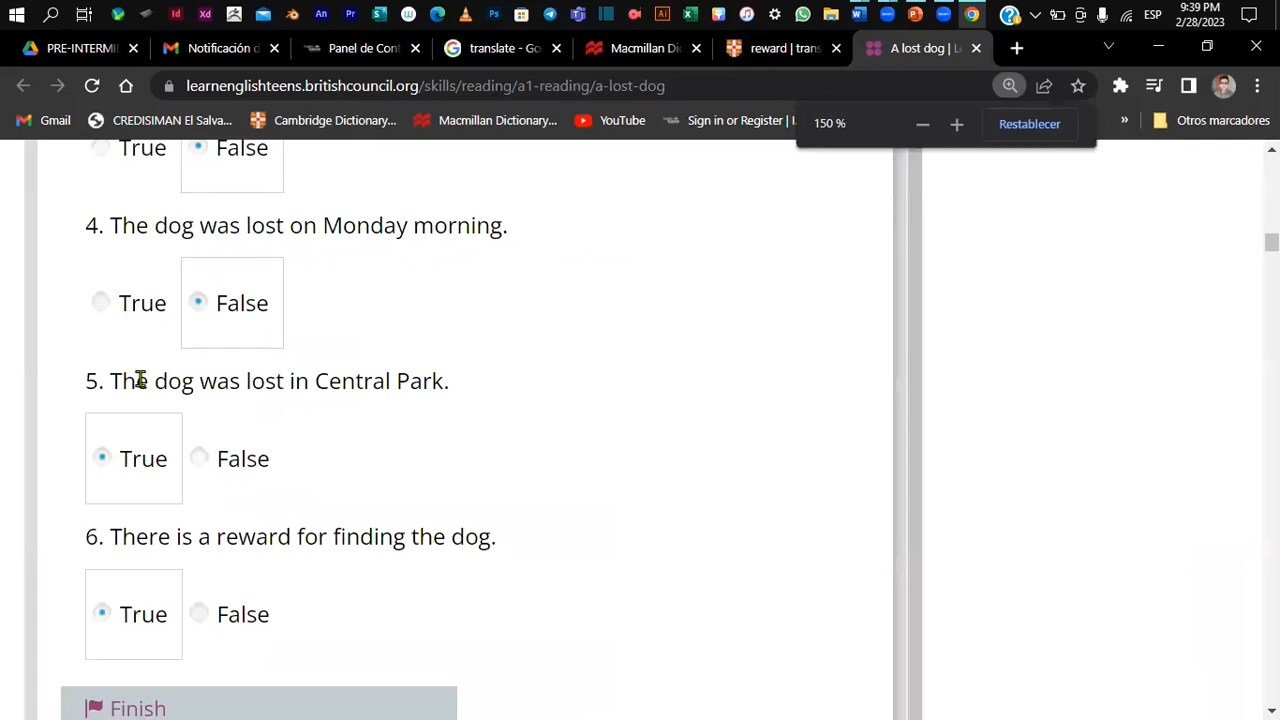 9:39 PM
ESP
2/28/2023
PRE-INTERMI
Notificación d
Panel de Cont
translate - Go
Macmillan Dic
reward | trans
A lost dog | L
learnenglishteens.britishcouncil.org/skills/reading/a1-reading/a-lost-dog
Gmail
CREDISIMAN El Salva...
Cambridge Dictionary...
Macmillan Dictionary...
YouTube
Sign in or Register | 
»
Otros marcadores
150 %
Restablecer
True False
4. The dog was lost on Monday morning.
True False
5. The dog was lost in Central Park.
True False
6. There is a reward for finding the dog.
True False
Finish